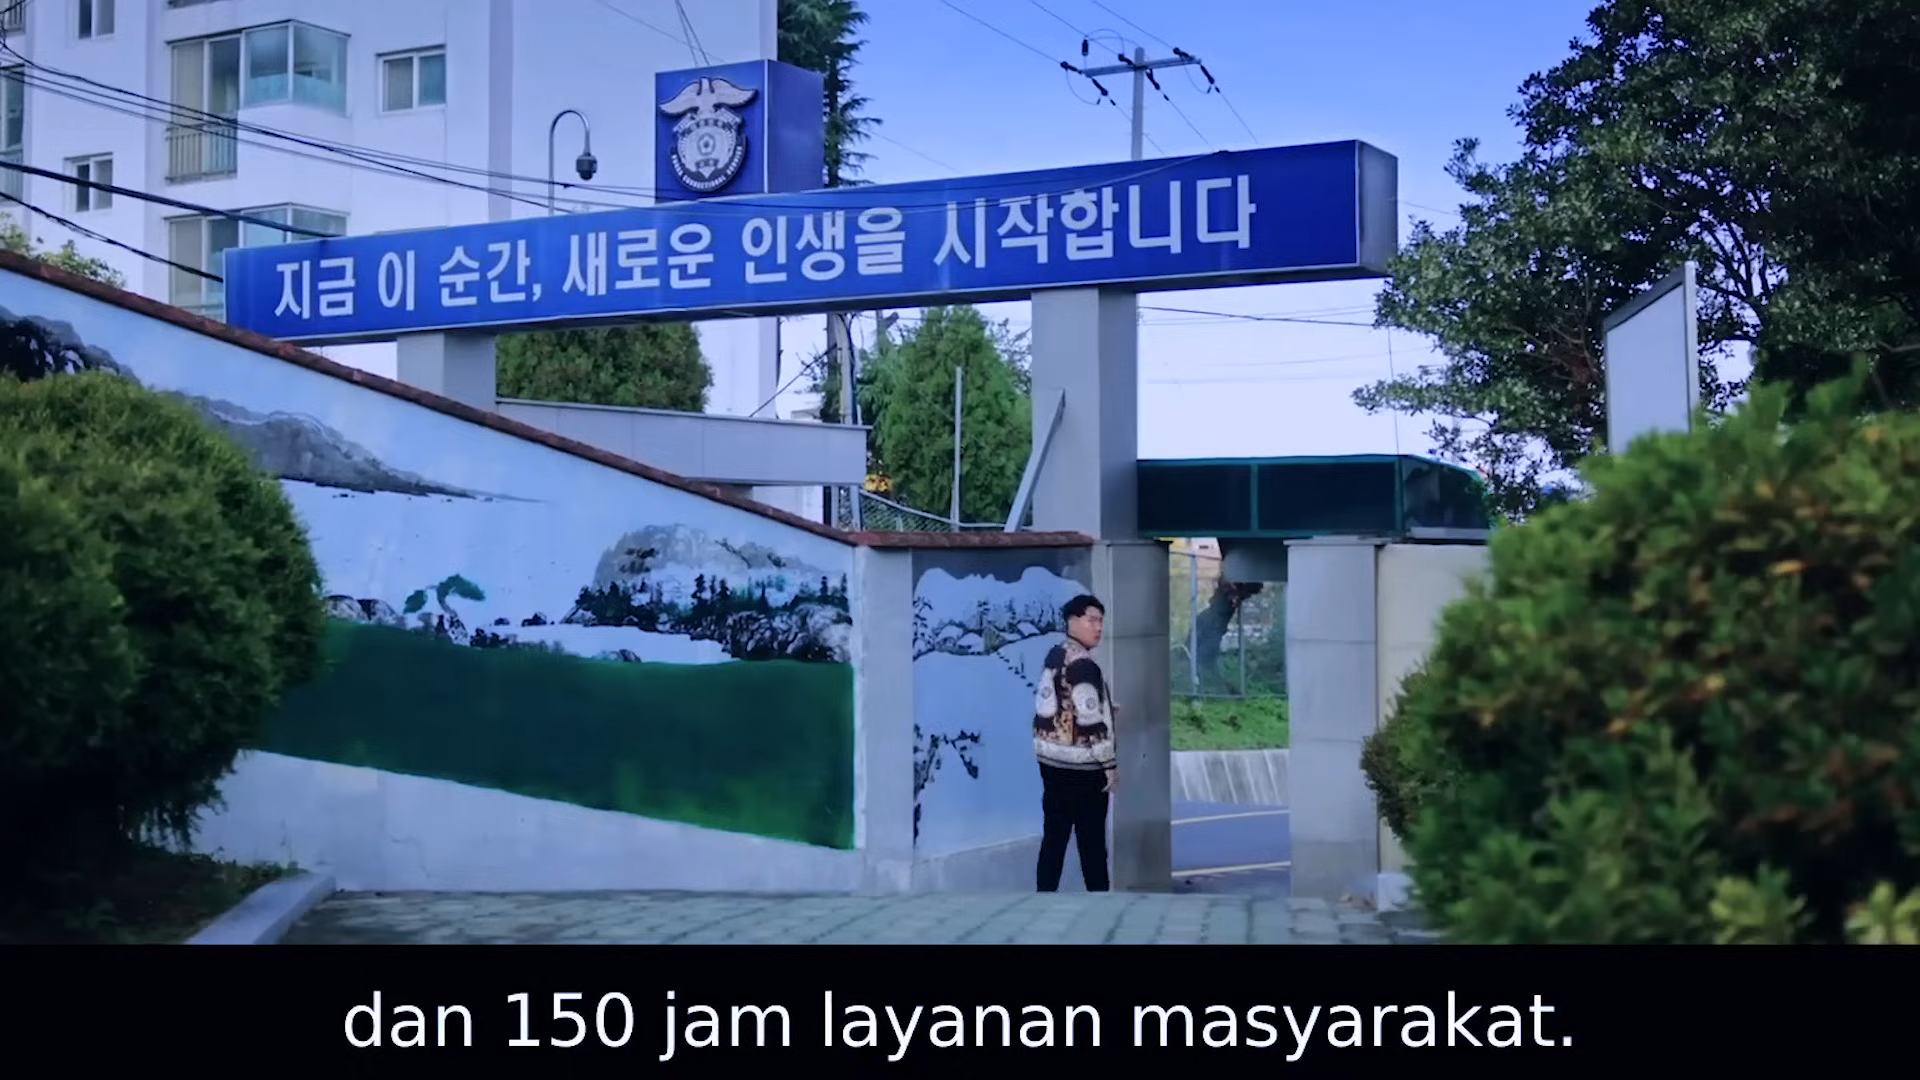 지금 이 순간, 새로운 인생을 시작합니다
dan 150 jam layanan masyarakat.